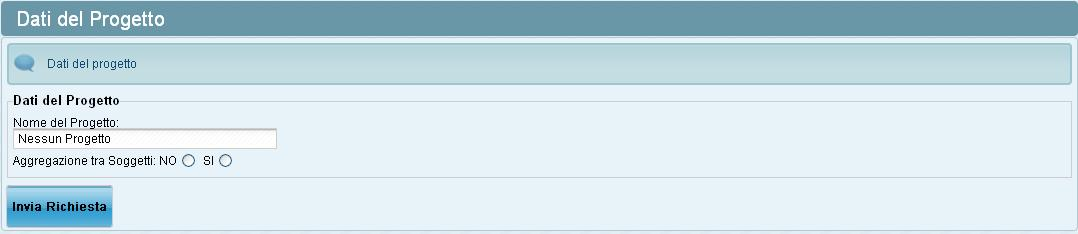 Dati del Progetto
Dati del progetto
Dati del Progetto
Nome del Progetto:
Nessun Progetto
Aggregazione tra Soggetti: NO SI
Invia Richiesta